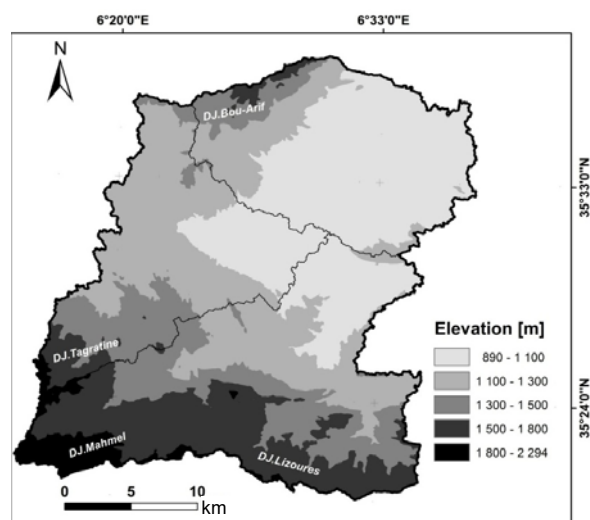 6°20'0"E
6°33'0"E
N
DJ.Bou-Arif
35°33'0"N
DJ.Tagratine
Elevation [m]
890 - 1 100
1 100 - 1 300
1 300 - 1 500
1 500 - 1 800
1 800 - 2 294
35°24'0"N
DJ.Mahmel
DJ.Lizoures
0 5 10
km